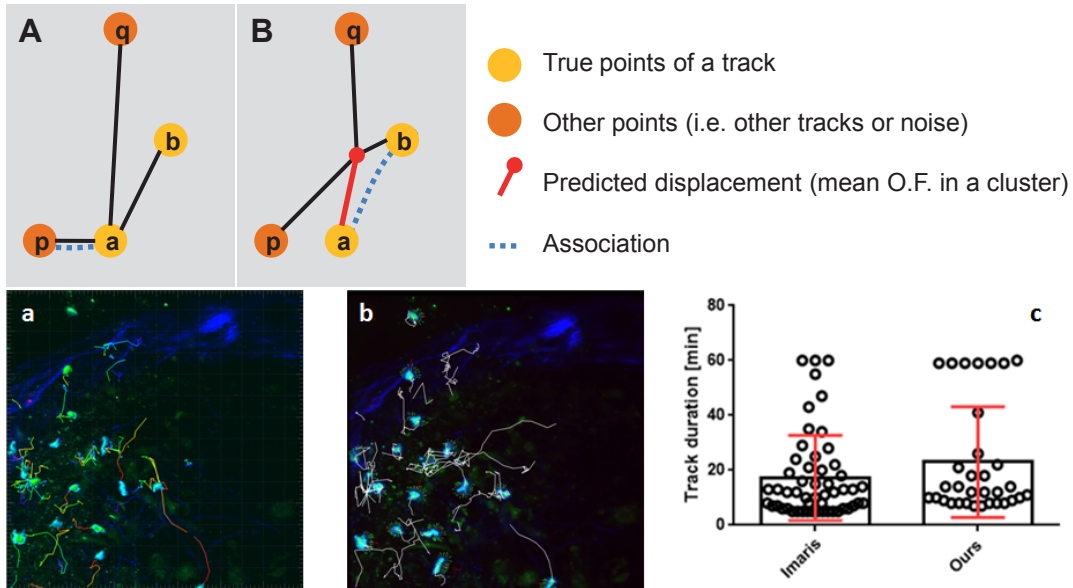 A
q
b
p
a
B
q
b
p
a
True points of a track
Other points (i.e. other tracks or noise)
Predicted displacement (mean O.F. in a cluster)
Association
a
b
c
Track duration [min]
80
60
40
20
0
Imaris
Ours